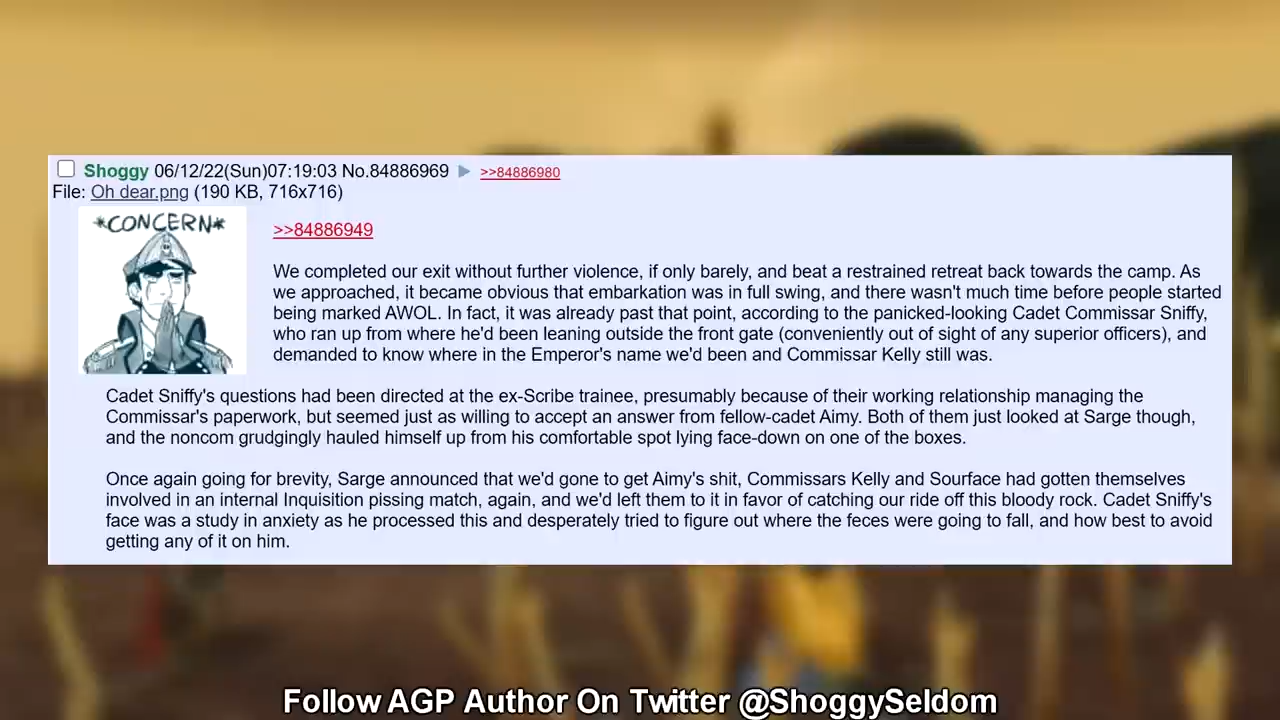 Shoggy 06/12/22(Sun)07:19:03 No.84886969 ▶ >>84886980
File: Oh dear.png (190 KB, 716x716)
*CONCERN*
>>84886949
We completed our exit without further violence, if only barely, and beat a restrained retreat back towards the camp. As
we approached, it became obvious that embarkation was in full swing, and there wasn't much time before people started
being marked AWOL. In fact, it was already past that point, according to the panicked-looking Cadet Commissar Sniffy,
who ran up from where he'd been leaning outside the front gate (conveniently out of sight of any superior officers), and
demanded to know where in the Emperor's name we'd been and Commissar Kelly still was.
Cadet Sniffy's questions had been directed at the ex-Scribe trainee, presumably because of their working relationship managing the
Commissar's paperwork, but seemed just as willing to accept an answer from fellow-cadet Aimy. Both of them just looked at Sarge though,
and the noncom grudgingly hauled himself up from his comfortable spot lying face-down on one of the boxes.
Once again going for brevity, Sarge announced that we'd gone to get Aimy's shit, Commissars Kelly and Sourface had gotten themselves
involved in an internal Inquisition pissing match, again, and we'd left them to it in favor of catching our ride off this bloody rock. Cadet Sniffy's
face was a study in anxiety as he processed this and desperately tried to figure out where the feces were going to fall, and how best to avoid
getting any of it on him.
Follow AGP Author On Twitter @ShoggySeldom